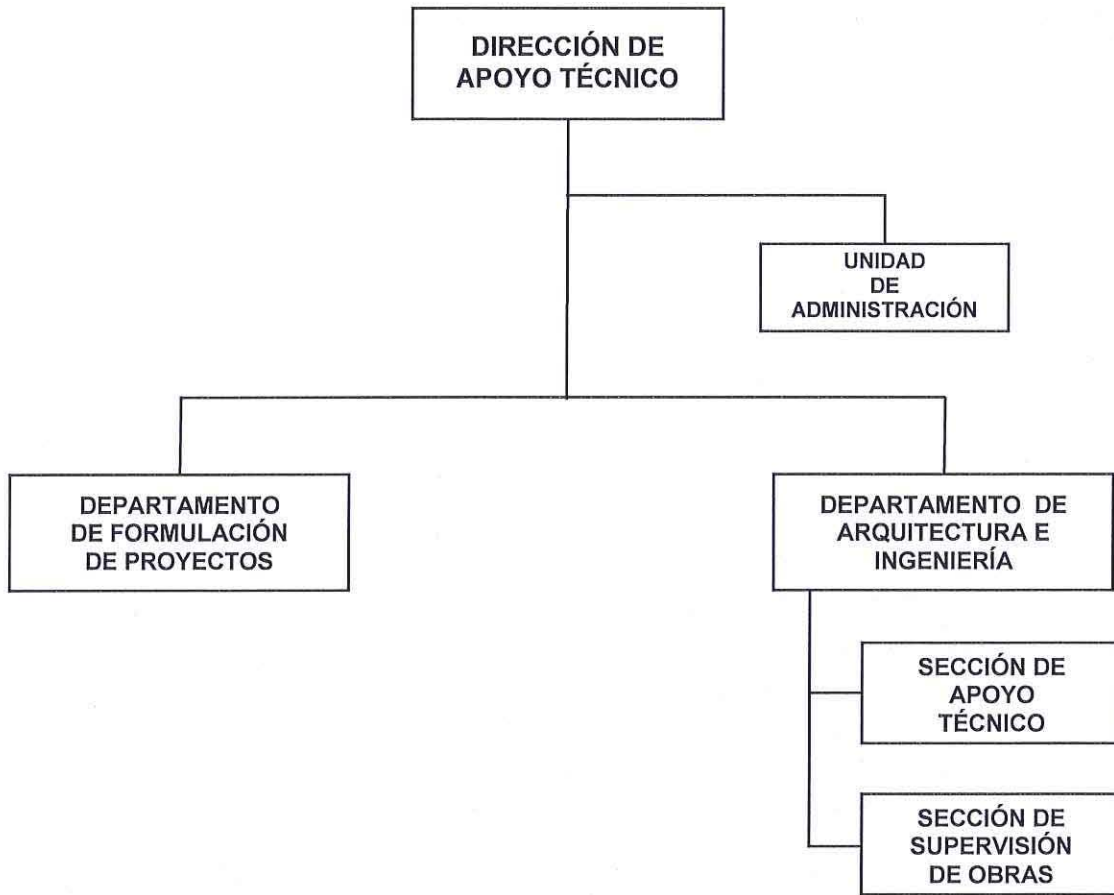 DIRECCIÓN DE
APOYO TÉCNICO
UNIDAD
DE
ADMINISTRACIÓN
DEPARTAMENTO
DE FORMULACIÓN
DE PROYECTOS
DEPARTAMENTO DE
ARQUITECTURA E
INGENIERÍA
SECCIÓN DE
APOYO
TÉCNICO
SECCIÓN DE
SUPERVISIÓN
DE OBRAS